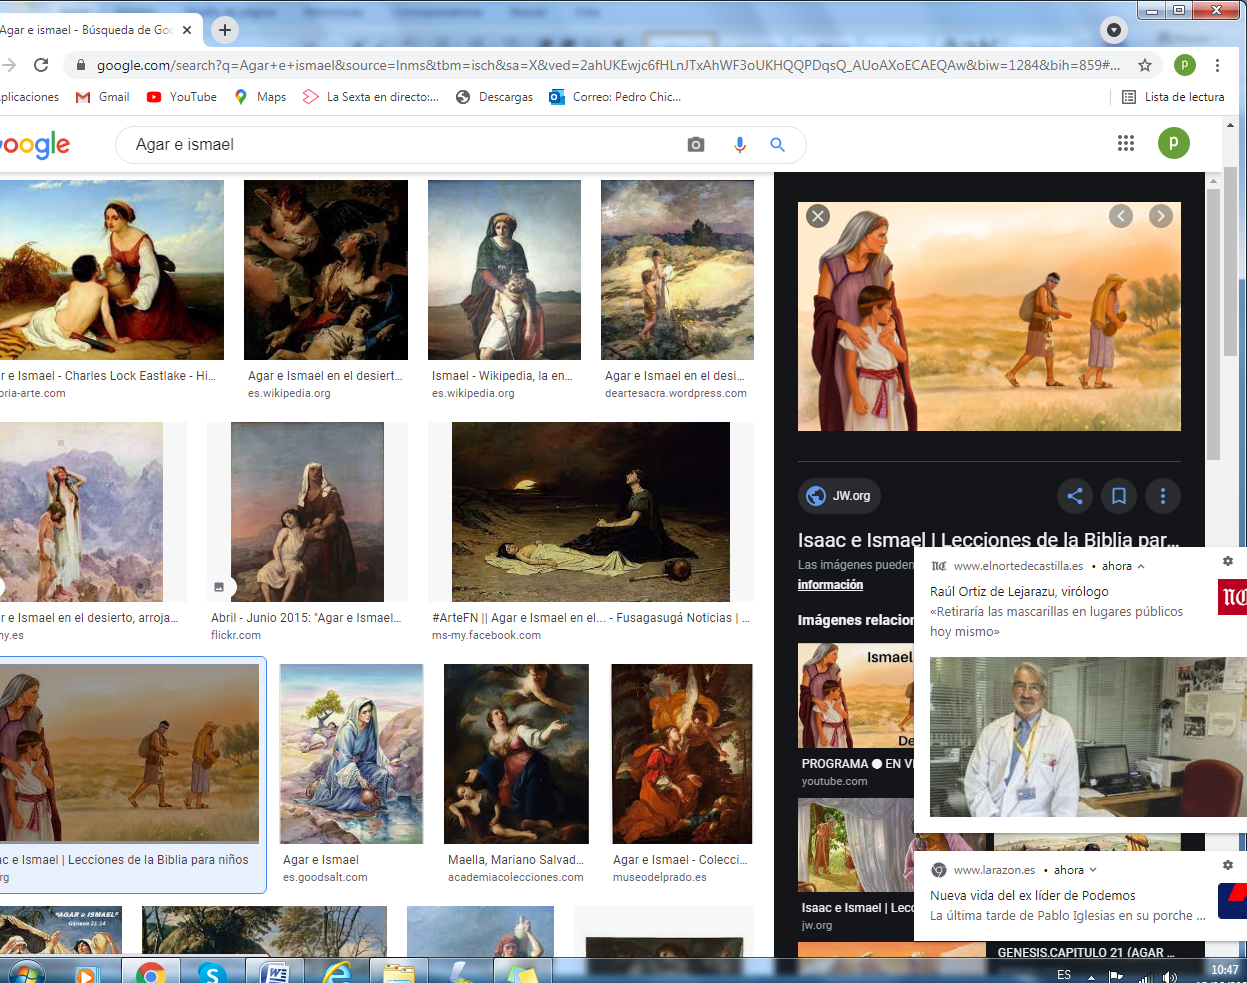 Agar e ismael - Búsqueda de Goo
google.com/search?q=Agar+e+ismael&source=lnms&tbm=isch&sa=X&ved=2ahUKEwjc6fHLnJTxAhWF3oUKHQQPDqsQ_AUoAXoECAEQAw&biw=1284&bih=859#...
p
plicaciones
Gmail
YouTube
Maps
La Sexta en directo:...
Descargas
Correo: Pedro Chic...
Lista de lectura
oogle
Agar e ismael
p
r e Ismael - Charles Lock Eastlake - Hi...
oria-arte.com
Agar e Ismael en el desiert...
es.wikipedia.org
Ismael - Wikipedia, la en...
es.wikipedia.org
Agar e Ismael en el desi...
deartesacra.wordpress.com
r e Ismael en el desierto, arroja...
ny.es
Abril - Junio 2015: "Agar e Ismael...
flickr.com
#ArteFN || Agar e Ismael en el... - Fusagasugá Noticias | ...
ms-my.facebook.com
c e Ismael | Lecciones de la Biblia para niños
rg
Agar e Ismael
es.goodsalt.com
Maella, Mariano Salvad...
academiacolecciones.com
Agar e Ismael - Colecci...
museodelprado.es
"AGAR e ISMAEL"
Génesis 21:14
JW.org
Isaac e Ismael | Lecciones de la Biblia par...
Las imágenes pueden
información
Imágenes relacion
Ismael
De
PROGRAMA ● EN VI
youtube.com
Isaac e Ismael | Lecc
jw.org
GENESIS.CAPITULO 21 (AGAR ...
www.elnortedecastilla.es • ahora
Raúl Ortiz de Lejarazu, virólogo
«Retiraría las mascarillas en lugares públicos
hoy mismo»
www.larazon.es • ahora
Nueva vida del ex líder de Podemos
La última tarde de Pablo Iglesias en su porche ...
ES
10:47